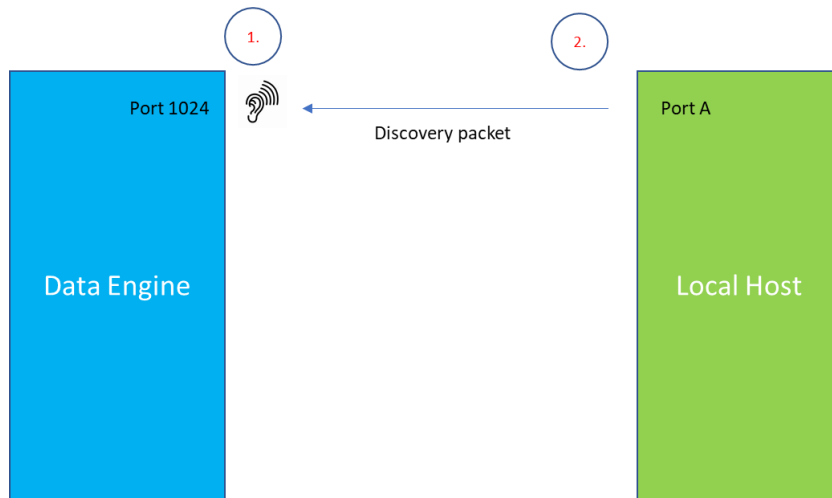 1.
2.
Port 1024
Port A
Discovery packet
Data Engine
Local Host